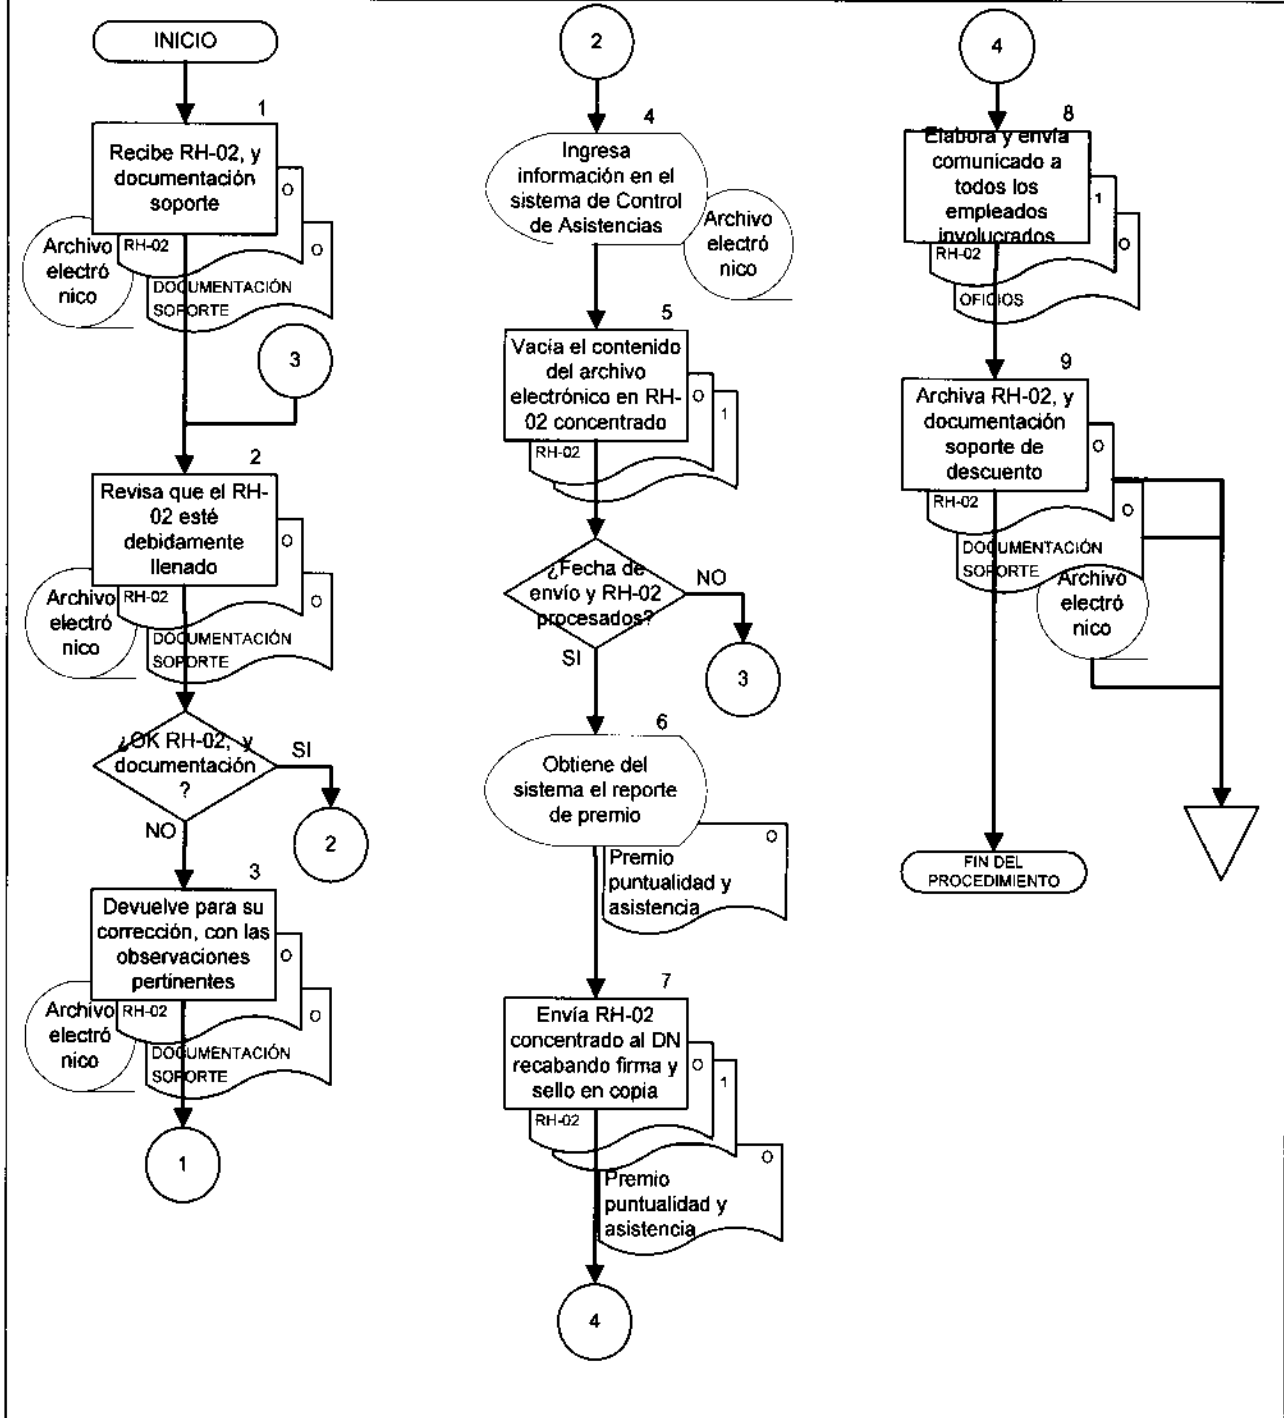 INICIO
1
Recibe RH-02, y
documentación
soporte
O
RH-02
O
Archivo
electró
nico
DOCUMENTACIÓN
SOPORTE
3
2
Revisa que el RH-
02 esté
debidamente
llenado
O
RH-02
O
Archivo
electró
nico
DOCUMENTACIÓN
SOPORTE
¿OK RH-02, y
documentación
?
SI
NO
2
3
Devuelve para su
corrección, con las
observaciones
pertinentes
O
RH-02
O
Archivo
electró
nico
DOCUMENTACIÓN
SOPORTE
1
2
4
Ingresa
información en el
sistema de Control
de Asistencias
Archivo
electró
nico
5
Vacía el contenido
del archivo
electrónico en RH-
02 concentrado
O
1
RH-02
¿Fecha de
envío y RH-02
procesados?
NO
SI
3
6
Obtiene del
sistema el reporte
de premio
O
Premio
puntualidad y
asistencia
7
Envía RH-02
concentrado al DN
recabando firma y
sello en copia
O
1
RH-02
O
Premio
puntualidad y
asistencia
4
4
8
Elabora y envía
comunicado a
todos los
empleados
involucrados
1
RH-02
O
OFICIOS
9
Archiva RH-02, y
documentación
soporte de
descuento
O
RH-02
O
DOCUMENTACIÓN
SOPORTE
Archivo
electró
nico
FIN DEL
PROCEDIMIENTO